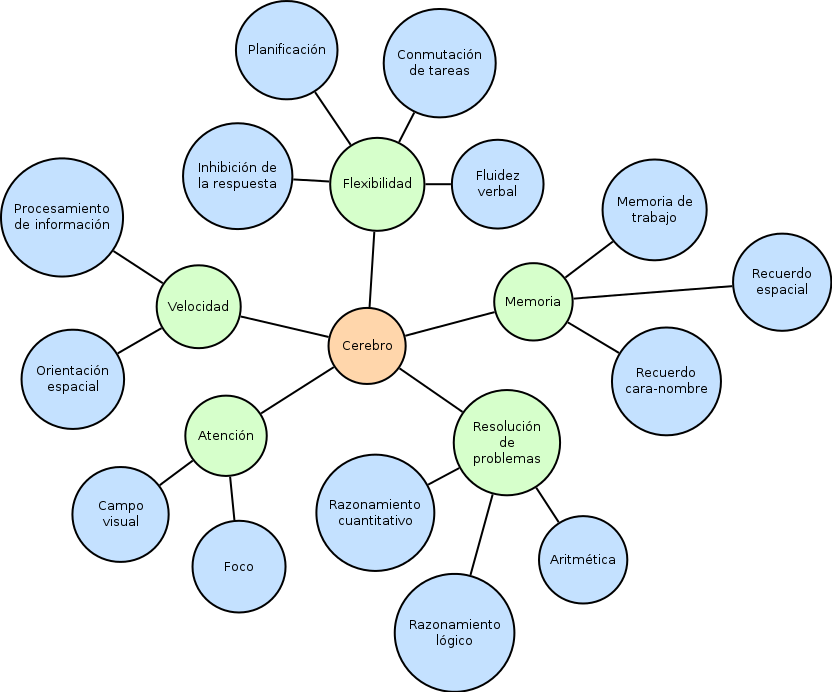 Planificación
Conmutación
de tareas
Inhibición de
la respuesta
Flexibilidad
Fluidez
verbal
Procesamiento
de información
Velocidad
Orientación
espacial
Memoria de
trabajo
Recuerdo
espacial
Memoria
Recuerdo
cara-nombre
Cerebro
Atención
Campo
visual
Foco
Resolución
de
problemas
Razonamiento
cuantitativo
Aritmética
Razonamiento
lógico